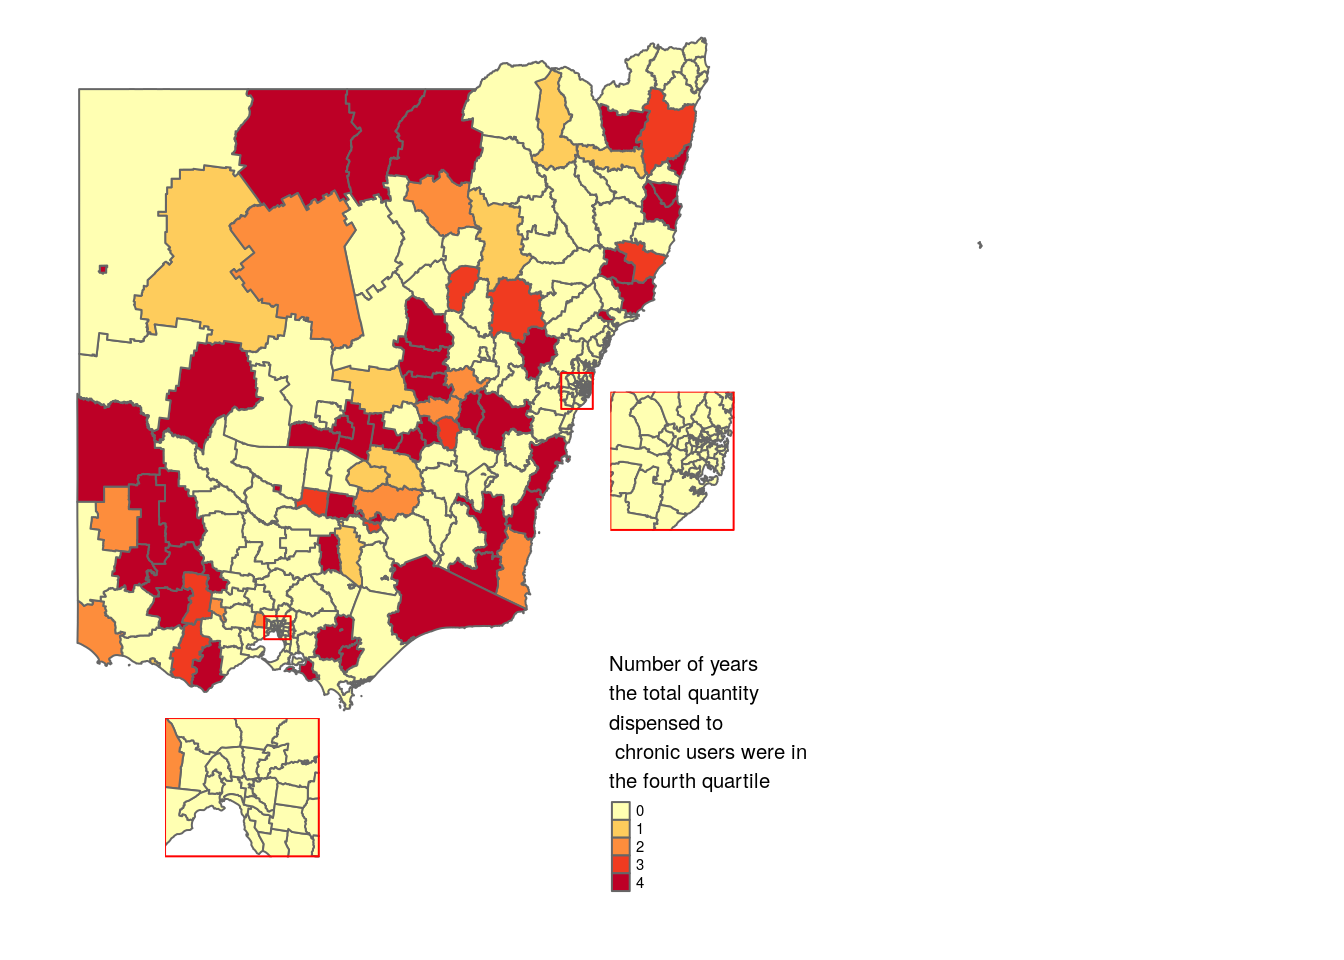 Number of years
the total quantity
dispensed to
chronic users were in
the fourth quartile
0
1
2
3
4